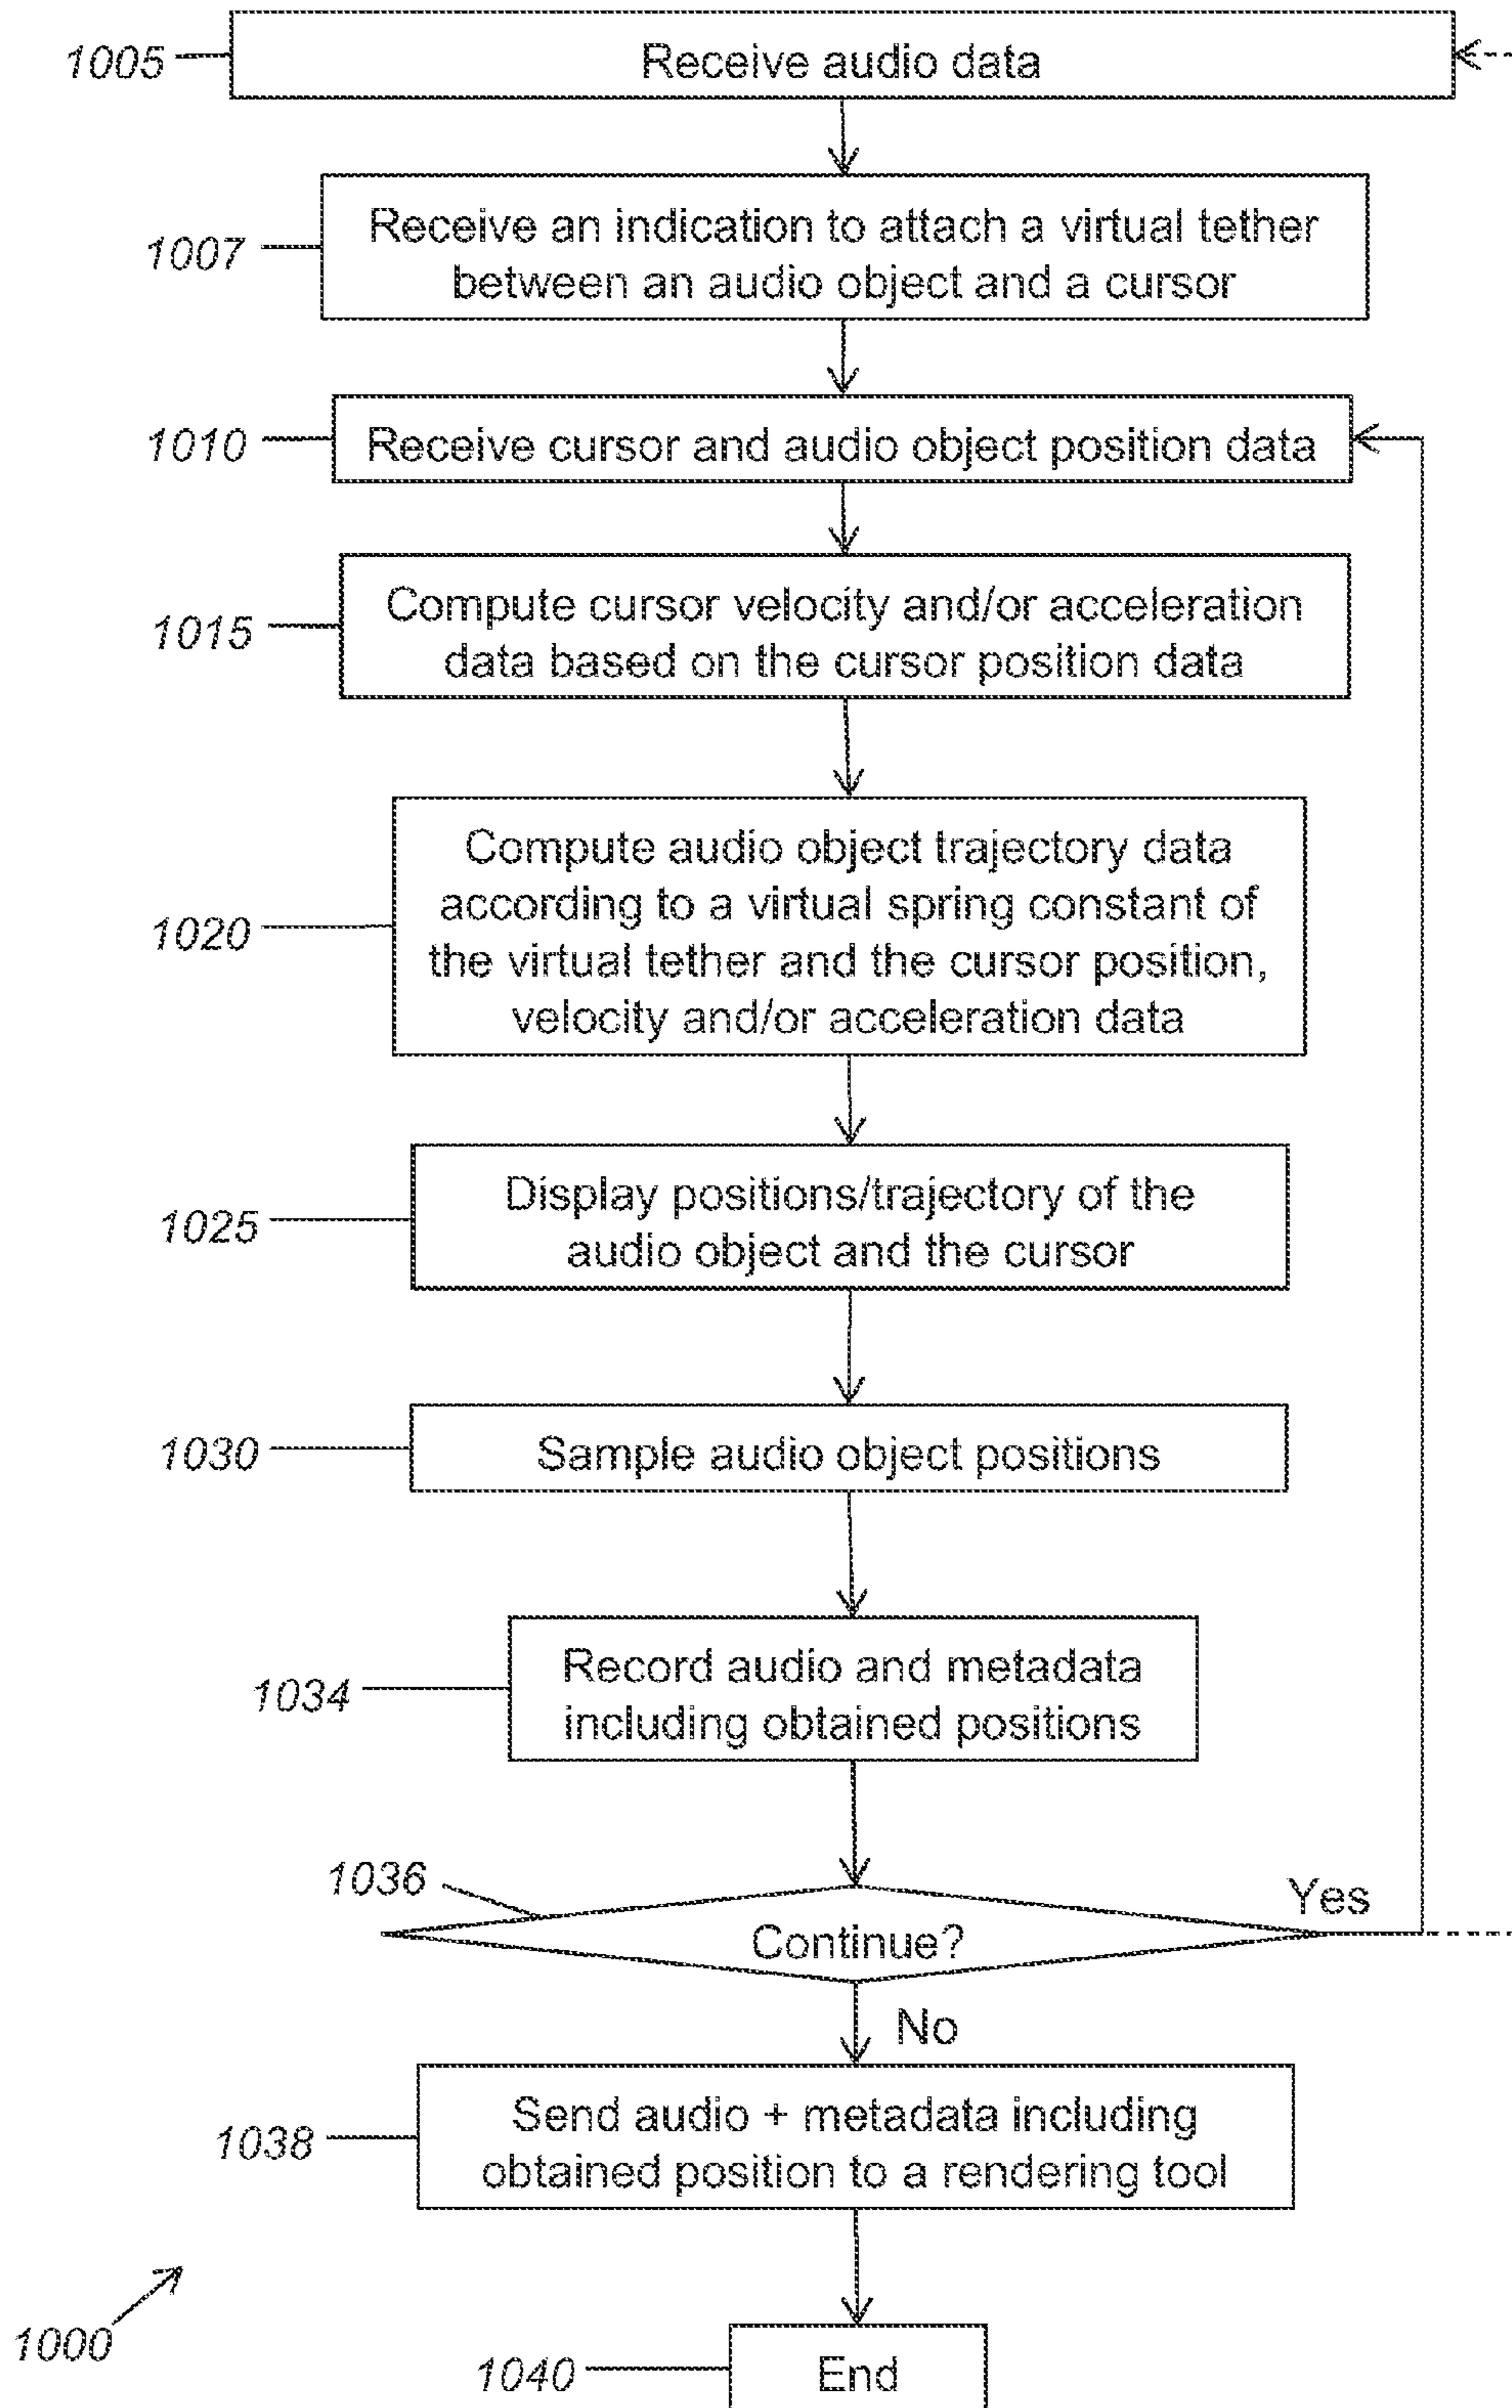 1005
Receive audio data
1007
Receive an indication to attach a virtual tether
between an audio object and a cursor
1010
Receive cursor and audio object position data
1015
Compute cursor velocity and/or acceleration
data based on the cursor position data
1020
Compute audio object trajectory data
according to a virtual spring constant of
the virtual tether and the cursor position,
velocity and/or acceleration data
1025
Display positions/trajectory of the
audio object and the cursor
1030
Sample audio object positions
1034
Record audio and metadata
including obtained positions
1036
Continue?
Yes
No
1038
Send audio + metadata including
obtained position to a rendering tool
1000
1040
End